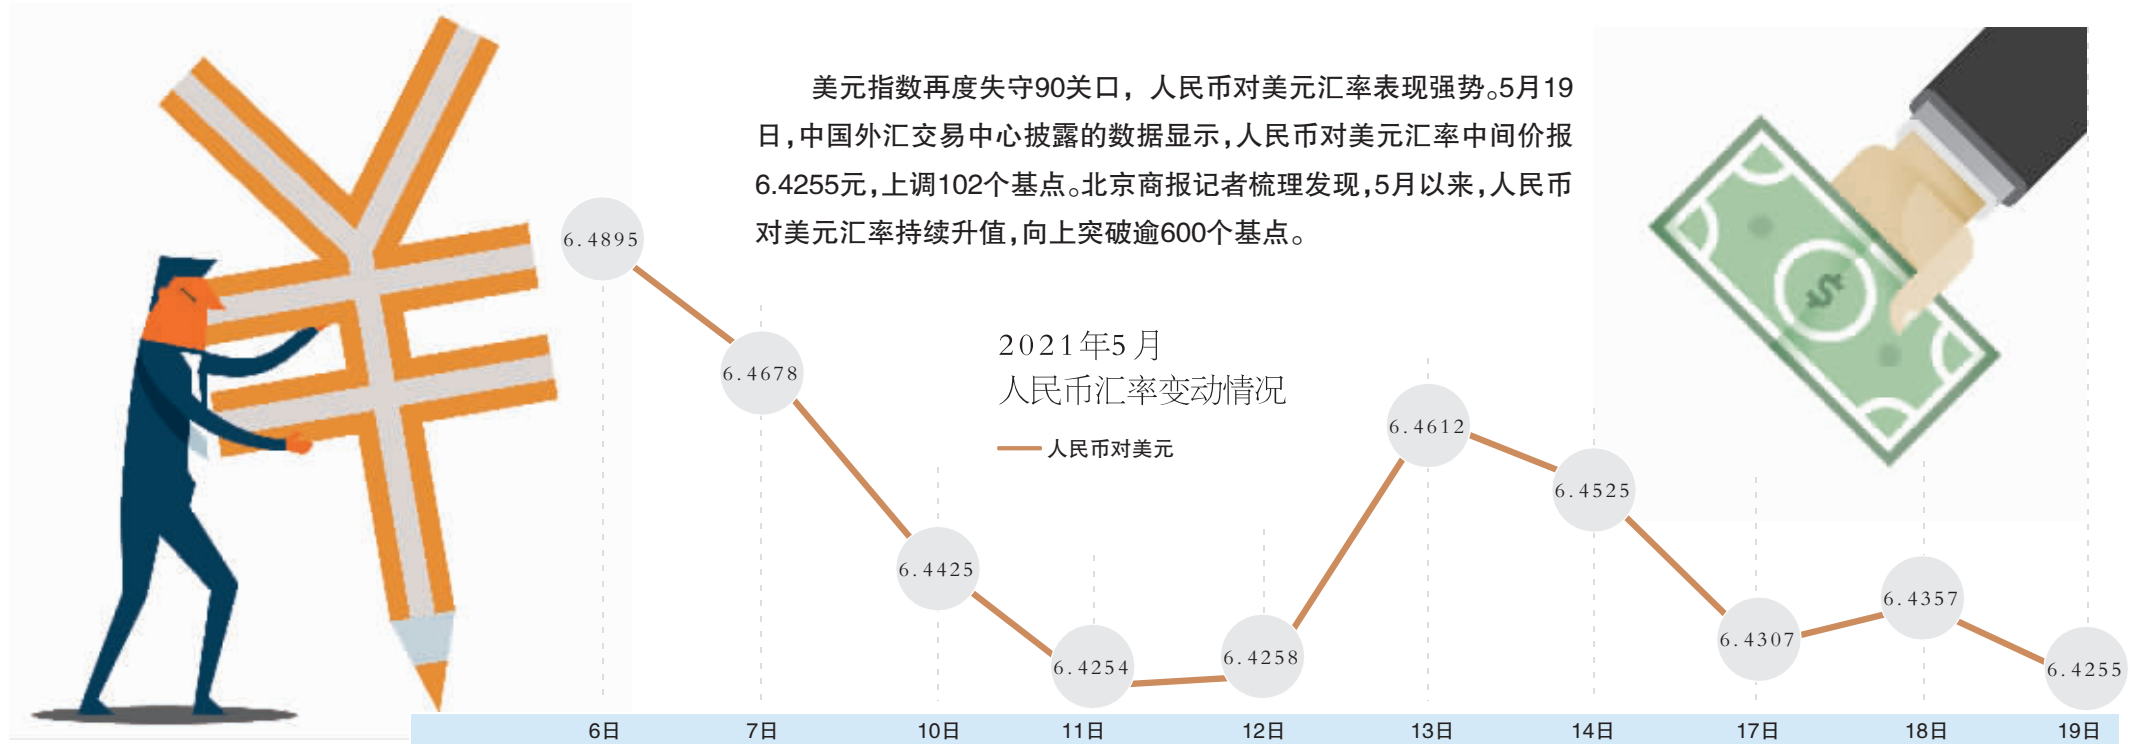 美元指数再度失守90关口，人民币对美元汇率表现强势。5月19
日，中国外汇交易中心披露的数据显示，人民币对美元汇率中间价报
6.4255元，上调102个基点。北京商报记者梳理发现，5月以来，人民币
对美元汇率持续升值，向上突破逾600个基点。
2021年5月
人民币汇率变动情况
人民币对美元
6.4895
6.4678
6.4425
6.4254
6.4258
6.4612
6.4525
6.4307
6.4357
6.4255
6日
7日
10日
11日
12日
13日
14日
17日
18日
19日